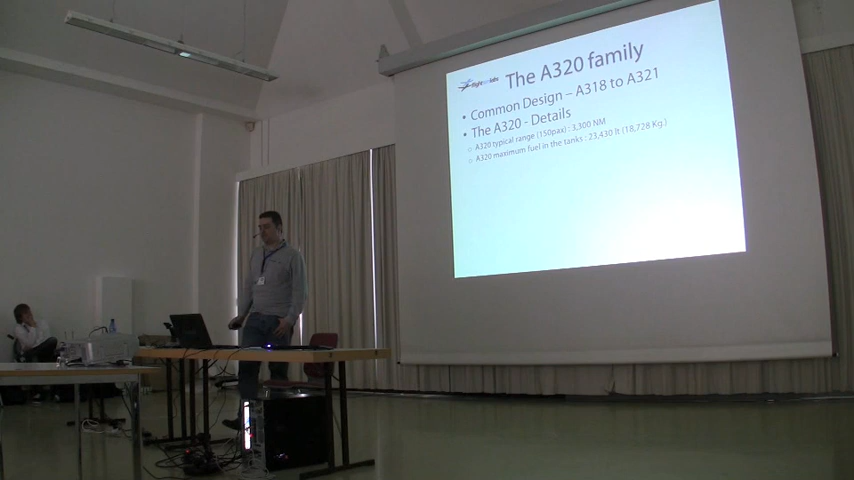 flightsimlabs
The A320 family
• Common Design – A318 to A321
• The A320 - Details
○ A320 typical range (150pax) : 3,300 NM
○ A320 maximum fuel in the tanks : 23,430 lt (18,728 Kg.)